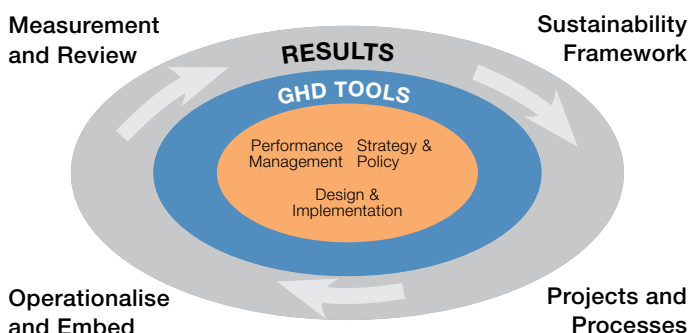 Measurement
and Review
Sustainability
Framework
RESULTS
GHD TOOLS
Performance
Management
Strategy &
Policy
Design &
Implementation
Operationalise
and Embed
Projects and
Processes